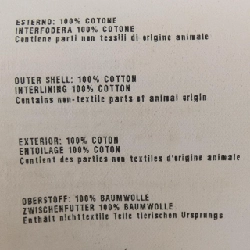 ESTERNO: 100% COTONE
INTERFODERA 100% COTONE
Contiene parti non tessili di origine animale
OUTER SHELL: 100% COTTON
INTERLINING 100% COTTON
Contains non-textile parts of animal origin
EXTERIOR: 100% COTON
ENTOILAGE 100% COTON
Contient des parties non textiles d'origine animale
OBERSTOFF: 100% BAUMWOLLE
ZWISCHENFUTTER 100% BAUMWOLLE
Enthält nichttextile Teile tierischen Ursprungs